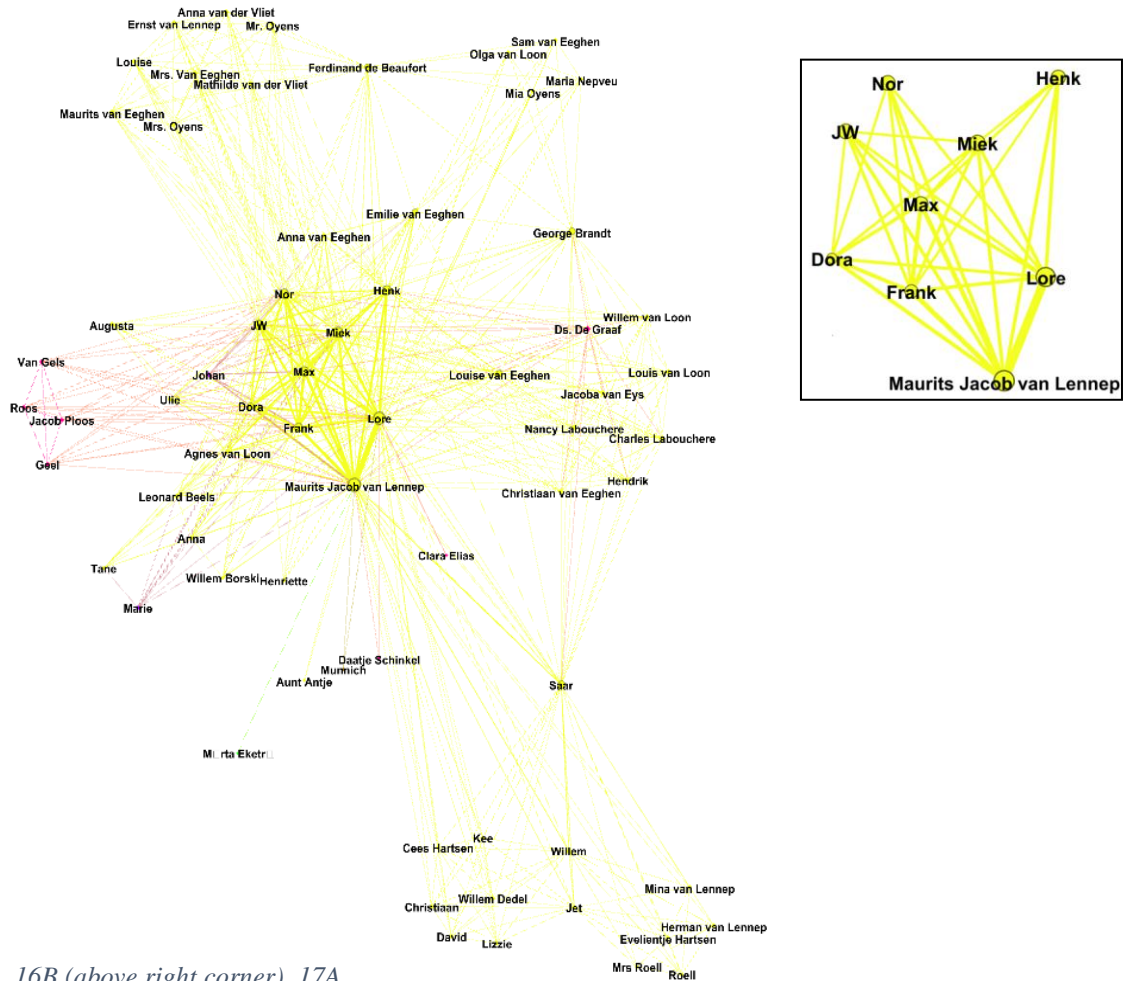 Anna van der Vliet
Ernst van Lennep
Mr. Oyens
Sam van Eeghen
Olga van Loon
Louise
Ferdinand de Beaufort
Mrs. Van Eeghen
Mathilde van der Vliet
Maria Nepveu
Mia Oyens
Maurits van Eeghen
Mrs. Oyens
Emilie van Eeghen
Anna van Eeghen
George Brandt
Nor
Henk
Augusta
JW
Miek
Ds. De Graaf
Willem van Loon
Van Gels
Johan
Max
Louise van Eeghen
Louis van Loon
Jacoba van Eys
Roos
Jacob Ploos
Ulie
Dora
Frank
Lore
Nancy Labouchere
Charles Labouchere
Geel
Agnes van Loon
Leonard Beels
Maurits Jacob van Lennep
Hendrik
Christiaan van Eeghen
Anna
Clara Elias
Tane
Willem Borski
Henriette
Marie
Daatje Schinkel
Munnich
Aunt Antje
Saar
Kee
Cees Hartsen
Willem
Mina van Lennep
Willem Dedel
Christiaan
Jet
Herman van Lennep
David
Lizzie
Evelientje Hartsen
Mrs Roell
Roell
Nor
Henk
JW
Miek
Max
Dora
Lore
Frank
Maurits Jacob van Lennep
16B (above right corner), 17A